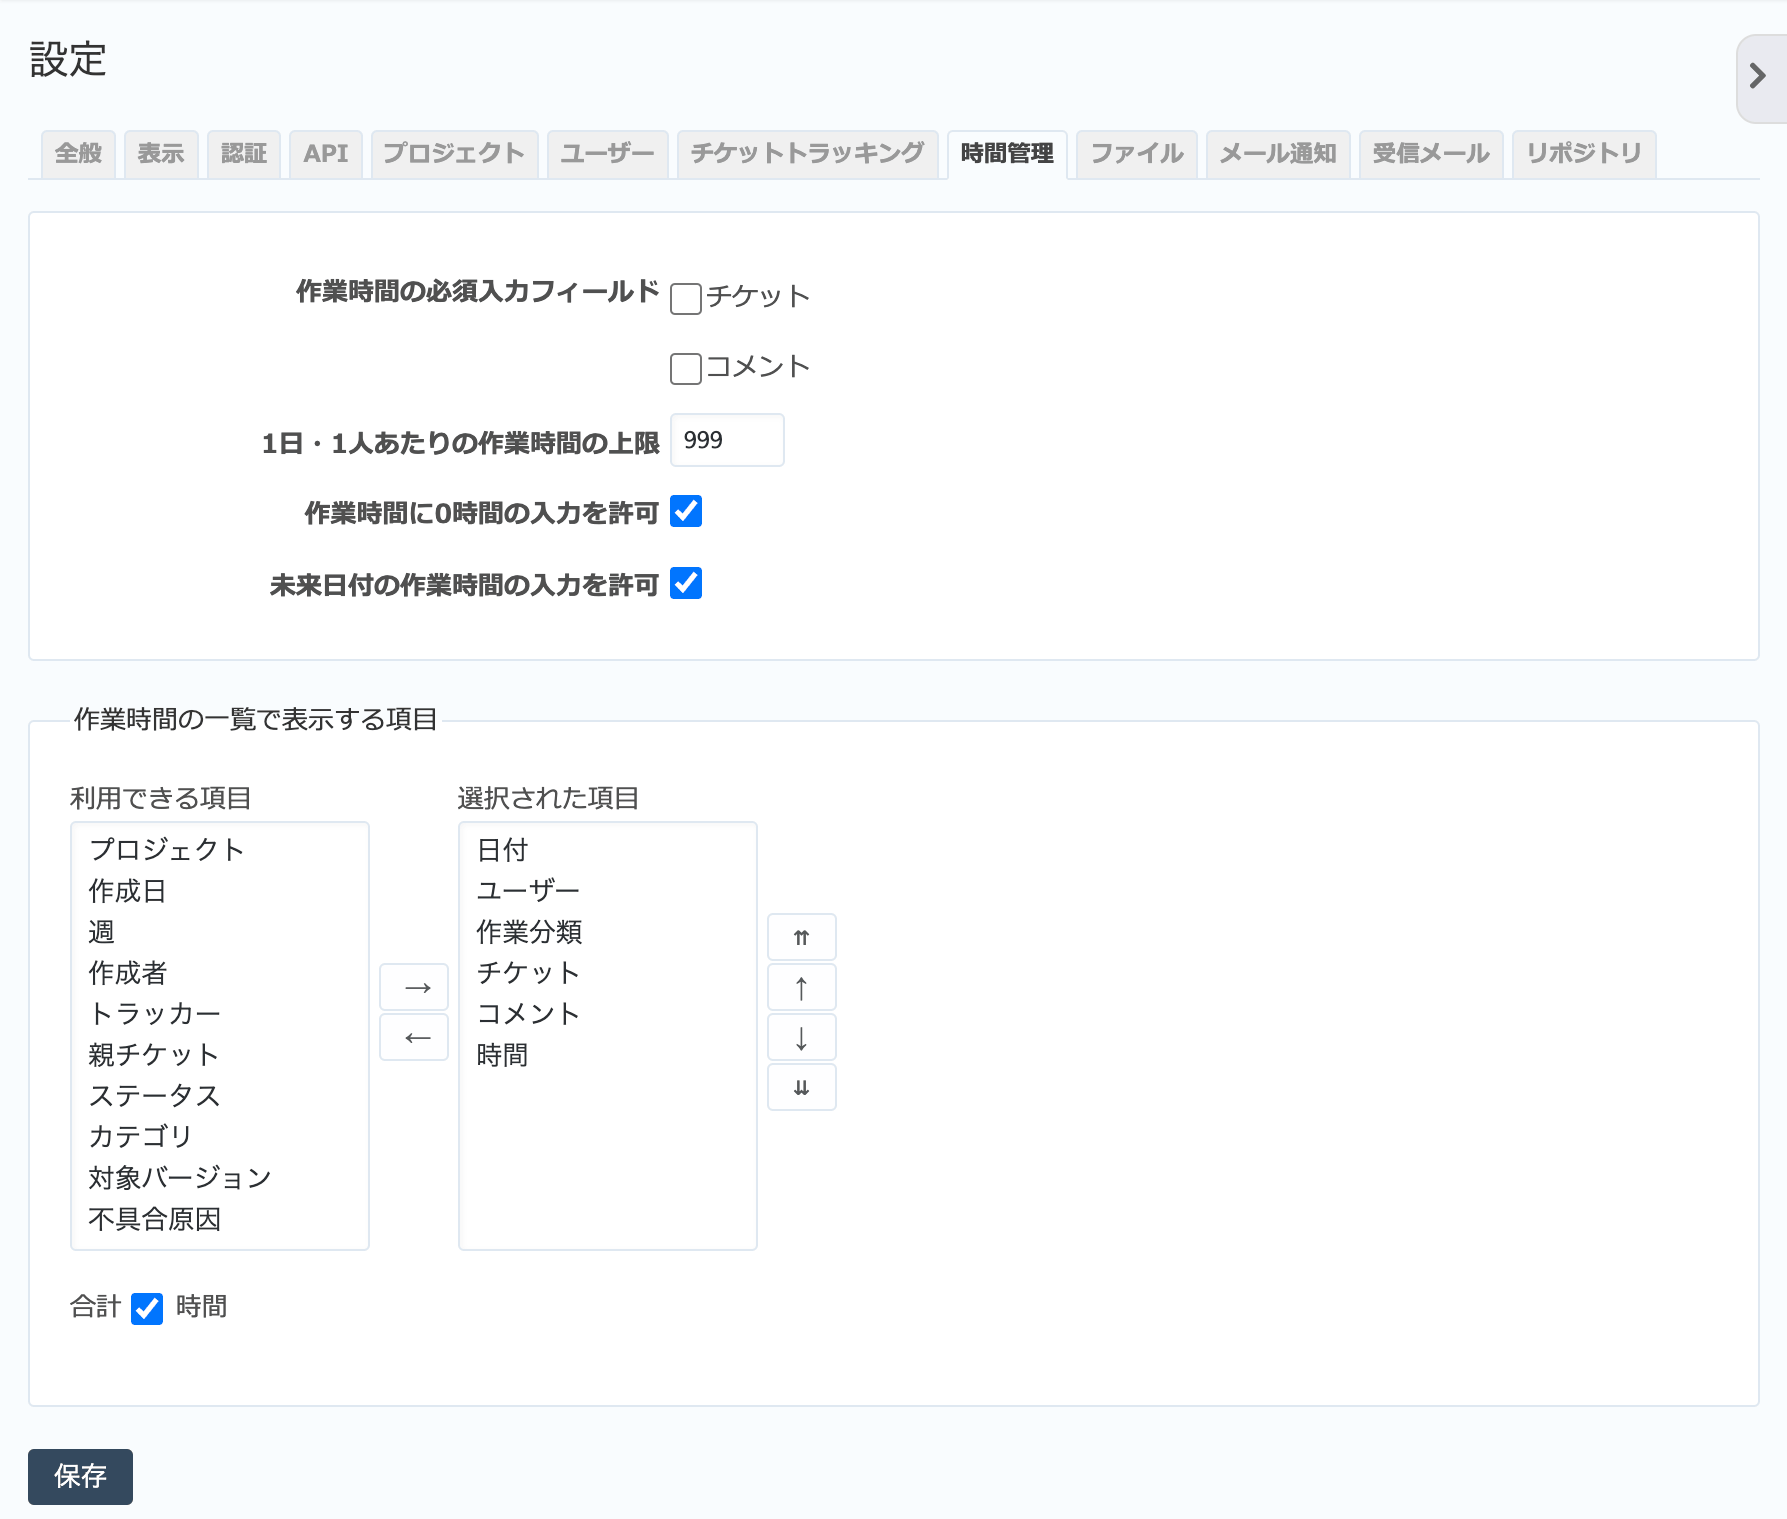 設定
全般 表示 認証 API プロジェクト ユーザー チケットトラッキング 時間管理 ファイル メール通知 受信メール リポジトリ
作業時間の必須入力フィールド チケット
コメント
1日・1人あたりの作業時間の上限 999
作業時間に0時間の入力を許可
未来日付の作業時間の入力を許可
作業時間の一覧で表示する項目
利用できる項目
プロジェクト
作成日
週
作成者
トラッカー
親チケット
ステータス
カテゴリ
対象バージョン
不具合原因
→
←
選択された項目
日付
ユーザー
作業分類
チケット
コメント
時間
⇈
↑
↓
⇊
合計 時間
保存